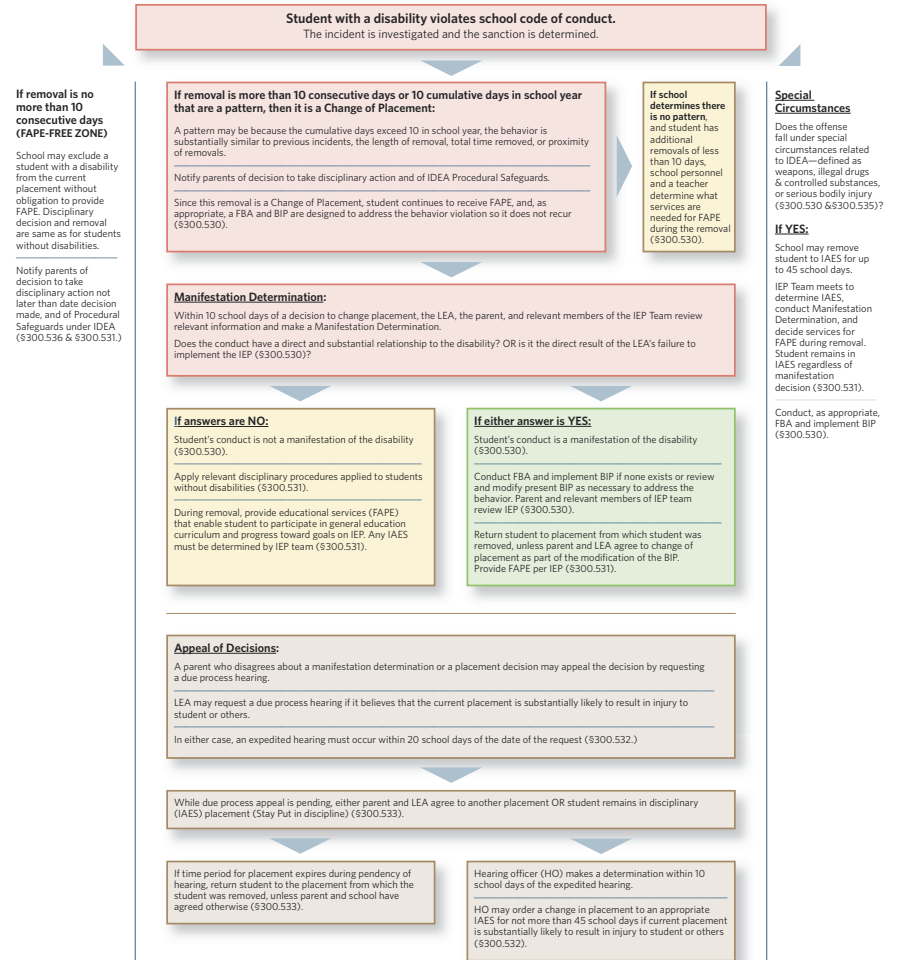 Student with a disability violates school code of conduct.
The incident is investigated and the sanction is determined.
If removal is no
more than 10
consecutive days
(FAPE-FREE ZONE)
School may exclude a
student with a disability
from the current
placement without
obligation to provide
FAPE. Disciplinary
decision and removal
are same as for students
without disabilities.
Notify parents of
decision to take
disciplinary action not
later than date decision
made, and of Procedural
Safeguards under IDEA
(§300.536 & §300.531.)
If removal is more than 10 consecutive days or 10 cumulative days in school year
that are a pattern, then it is a Change of Placement:
A pattern may be because the cumulative days exceed 10 in school year, the behavior is
substantially similar to previous incidents, the length of removal, total time removed, or proximity
of removals.
Notify parents of decision to take disciplinary action and of IDEA Procedural Safeguards.
Since this removal is a Change of Placement, student continues to receive FAPE, and, as
appropriate, a FBA and BIP are designed to address the behavior violation so it does not recur
(§300.530).
If school
determines there
is no pattern,
and student has
additional
removals of less
than 10 days,
school personnel
and a teacher
determine what
services are
needed for FAPE
during the removal
(§300.530).
Special
Circumstances
Does the offense
fall under special
circumstances related
to IDEA—defined as
weapons, illegal drugs
& controlled substances,
or serious bodily injury
(§300.530 &§300.535)?
If YES:
School may remove
student to IAES for up
to 45 school days.
IEP Team meets to
determine IAES,
conduct Manifestation
Determination, and
decide services for
FAPE during removal.
Student remains in
IAES regardless of
manifestation
decision (§300.531).
Conduct, as appropriate,
FBA and implement BIP
(§300.530).
Manifestation Determination:
Within 10 school days of a decision to change placement, the LEA, the parent, and relevant members of the IEP Team review
relevant information and make a Manifestation Determination.
Does the conduct have a direct and substantial relationship to the disability? OR is it the direct result of the LEA's failure to
implement the IEP (§300.530)?
If answers are NO:
Student's conduct is not a manifestation of the disability
(§300.530).
Apply relevant disciplinary procedures applied to students
without disabilities (§300.531).
During removal, provide educational services (FAPE)
that enable student to participate in general education
curriculum and progress toward goals on IEP. Any IAES
must be determined by IEP team (§300.531).
If either answer is YES:
Student's conduct is a manifestation of the disability
(§300.530).
Conduct FBA and implement BIP if none exists or review
and modify present BIP as necessary to address the
behavior. Parent and relevant members of IEP team
review IEP (§300.530).
Return student to placement from which student was
removed, unless parent and LEA agree to change of
placement as part of the modification of the BIP.
Provide FAPE per IEP (§300.531).
Appeal of Decisions:
A parent who disagrees about a manifestation determination or a placement decision may appeal the decision by requesting
a due process hearing.
LEA may request a due process hearing if it believes that the current placement is substantially likely to result in injury to
student or others.
In either case, an expedited hearing must occur within 20 school days of the date of the request (§300.532.)
While due process appeal is pending, either parent and LEA agree to another placement OR student remains in disciplinary
(IAES) placement (Stay Put in discipline) (§300.533).
If time period for placement expires during pendency of
hearing, return student to the placement from which the
student was removed, unless parent and school have
agreed otherwise (§300.533).
Hearing officer (HO) makes a determination within 10
school days of the expedited hearing.
HO may order a change in placement to an appropriate
IAES for not more than 45 school days if current placement
is substantially likely to result in injury to student or others
(§300.532).